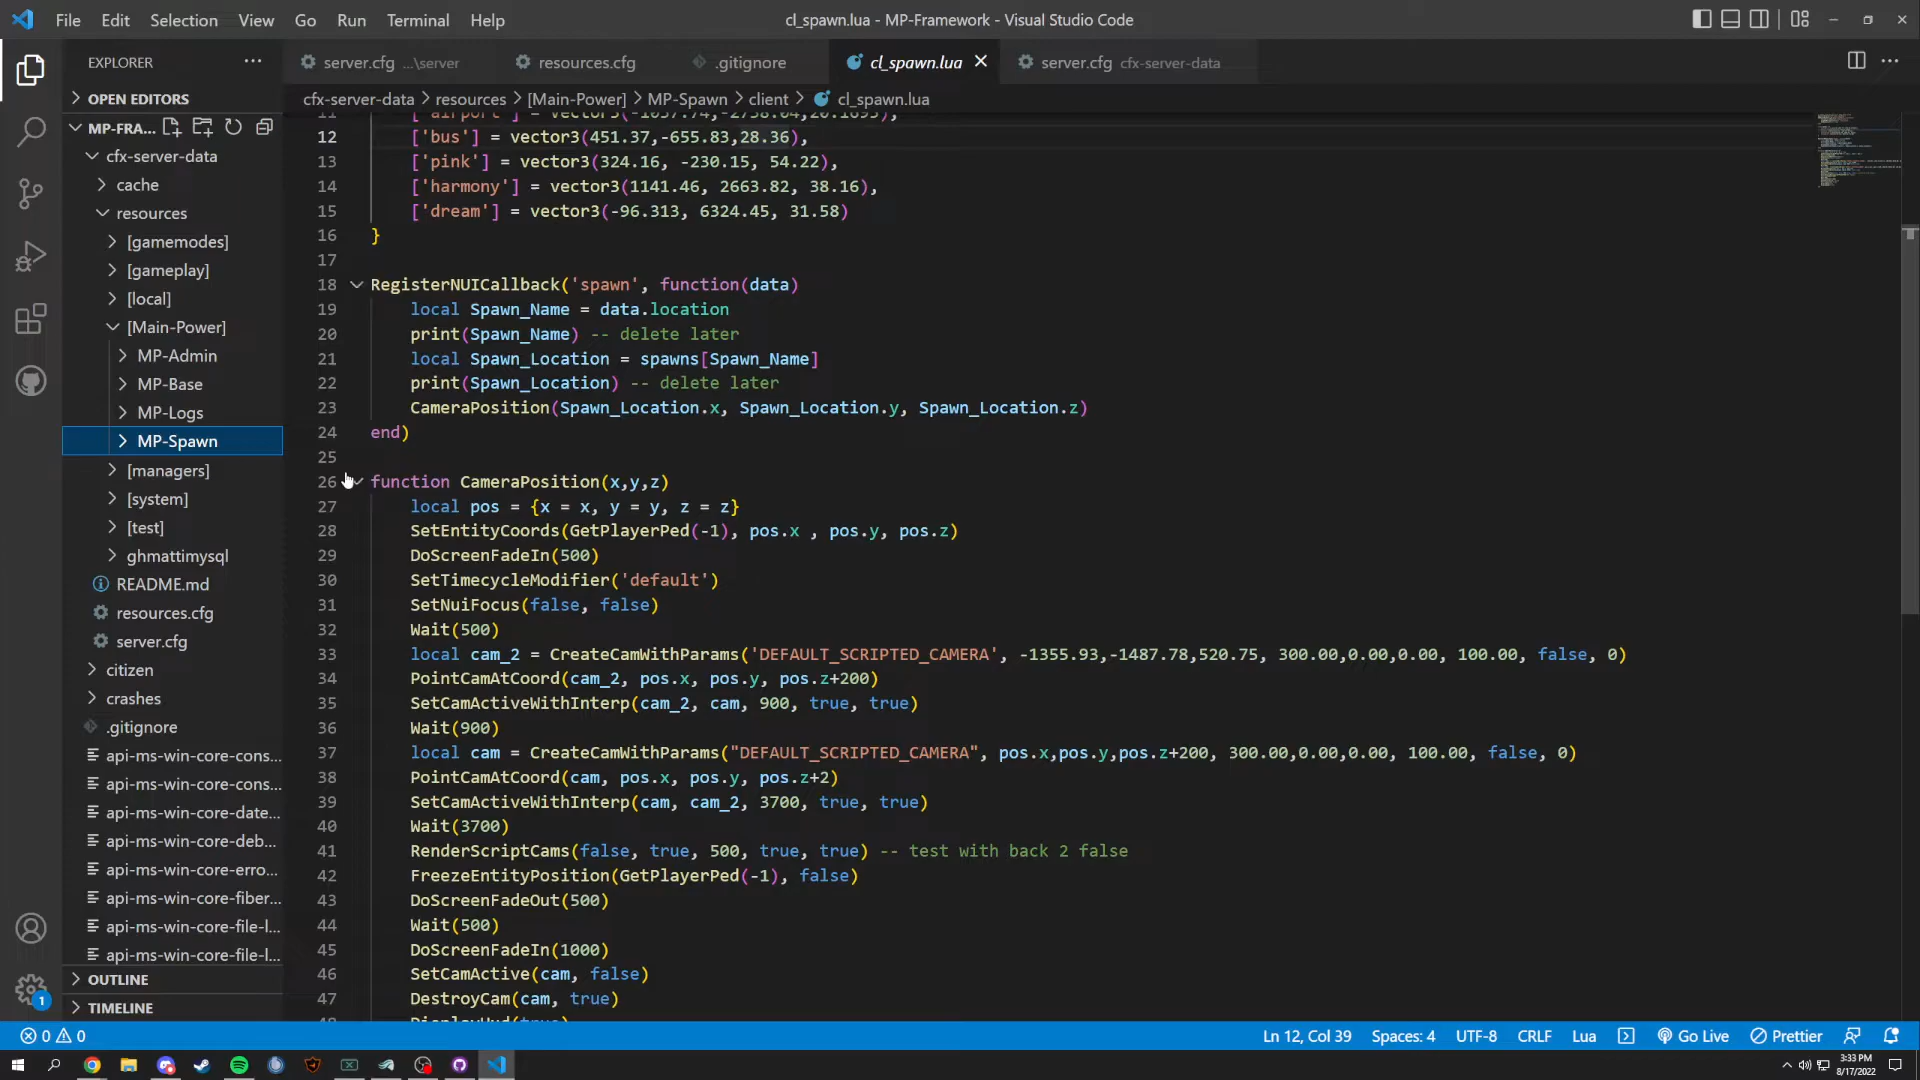 File Edit Selection View Go Run Terminal Help
cl_spawn.lua - MP-Framework - Visual Studio Code
EXPLORER
server.cfg ...\server
resources.cfg
.gitignore
cl_spawn.lua
server.cfg cfx-server-data
OPEN EDITORS
cfx-server-data > resources > [Main-Power] > MP-Spawn > client > cl_spawn.lua
MP-FRA...
cfx-server-data
cache
resources
[gamemodes]
[gameplay]
[local]
[Main-Power]
MP-Admin
MP-Base
MP-Logs
MP-Spawn
[managers]
[system]
[test]
ghmattimysql
README.md
resources.cfg
server.cfg
citizen
crashes
.gitignore
api-ms-win-core-cons...
api-ms-win-core-cons...
api-ms-win-core-date...
api-ms-win-core-deb...
api-ms-win-core-erro...
api-ms-win-core-fiber...
api-ms-win-core-file-l...
api-ms-win-core-file-l...
OUTLINE
TIMELINE
12 ['bus'] = vector3(451.37,-655.83,28.36),
13 ['pink'] = vector3(324.16, -230.15, 54.22),
14 ['harmony'] = vector3(1141.46, 2663.82, 38.16),
15 ['dream'] = vector3(-96.313, 6324.45, 31.58)
16 }
17
18 RegisterNUICallback('spawn', function(data)
19 local Spawn_Name = data.location
20 print(Spawn_Name) -- delete later
21 local Spawn_Location = spawns[Spawn_Name]
22 print(Spawn_Location) -- delete later
23 CameraPosition(Spawn_Location.x, Spawn_Location.y, Spawn_Location.z)
24 end)
25
26 function CameraPosition(x,y,z)
27 local pos = {x = x, y = y, z = z}
28 SetEntityCoords(GetPlayerPed(-1), pos.x , pos.y, pos.z)
29 DoScreenFadeIn(500)
30 SetTimecycleModifier('default')
31 SetNuiFocus(false, false)
32 Wait(500)
33 local cam_2 = CreateCamWithParams('DEFAULT_SCRIPTED_CAMERA', -1355.93,-1487.78,520.75, 300.00,0.00,0.00, 100.00, false, 0)
34 PointCamAtCoord(cam_2, pos.x, pos.y, pos.z+200)
35 SetCamActiveWithInterp(cam_2, cam, 900, true, true)
36 Wait(900)
37 local cam = CreateCamWithParams("DEFAULT_SCRIPTED_CAMERA", pos.x,pos.y,pos.z+200, 300.00,0.00,0.00, 100.00, false, 0)
38 PointCamAtCoord(cam, pos.x, pos.y, pos.z+2)
39 SetCamActiveWithInterp(cam, cam_2, 3700, true, true)
40 Wait(3700)
41 RenderScriptCams(false, true, 500, true, true) -- test with back 2 false
42 FreezeEntityPosition(GetPlayerPed(-1), false)
43 DoScreenFadeOut(500)
44 Wait(500)
45 DoScreenFadeIn(1000)
46 SetCamActive(cam, false)
47 DestroyCam(cam, true)
1
0 0
Ln 12, Col 39 Spaces: 4 UTF-8 CRLF Lua Go Live Prettier
3:33 PM
8/17/2022